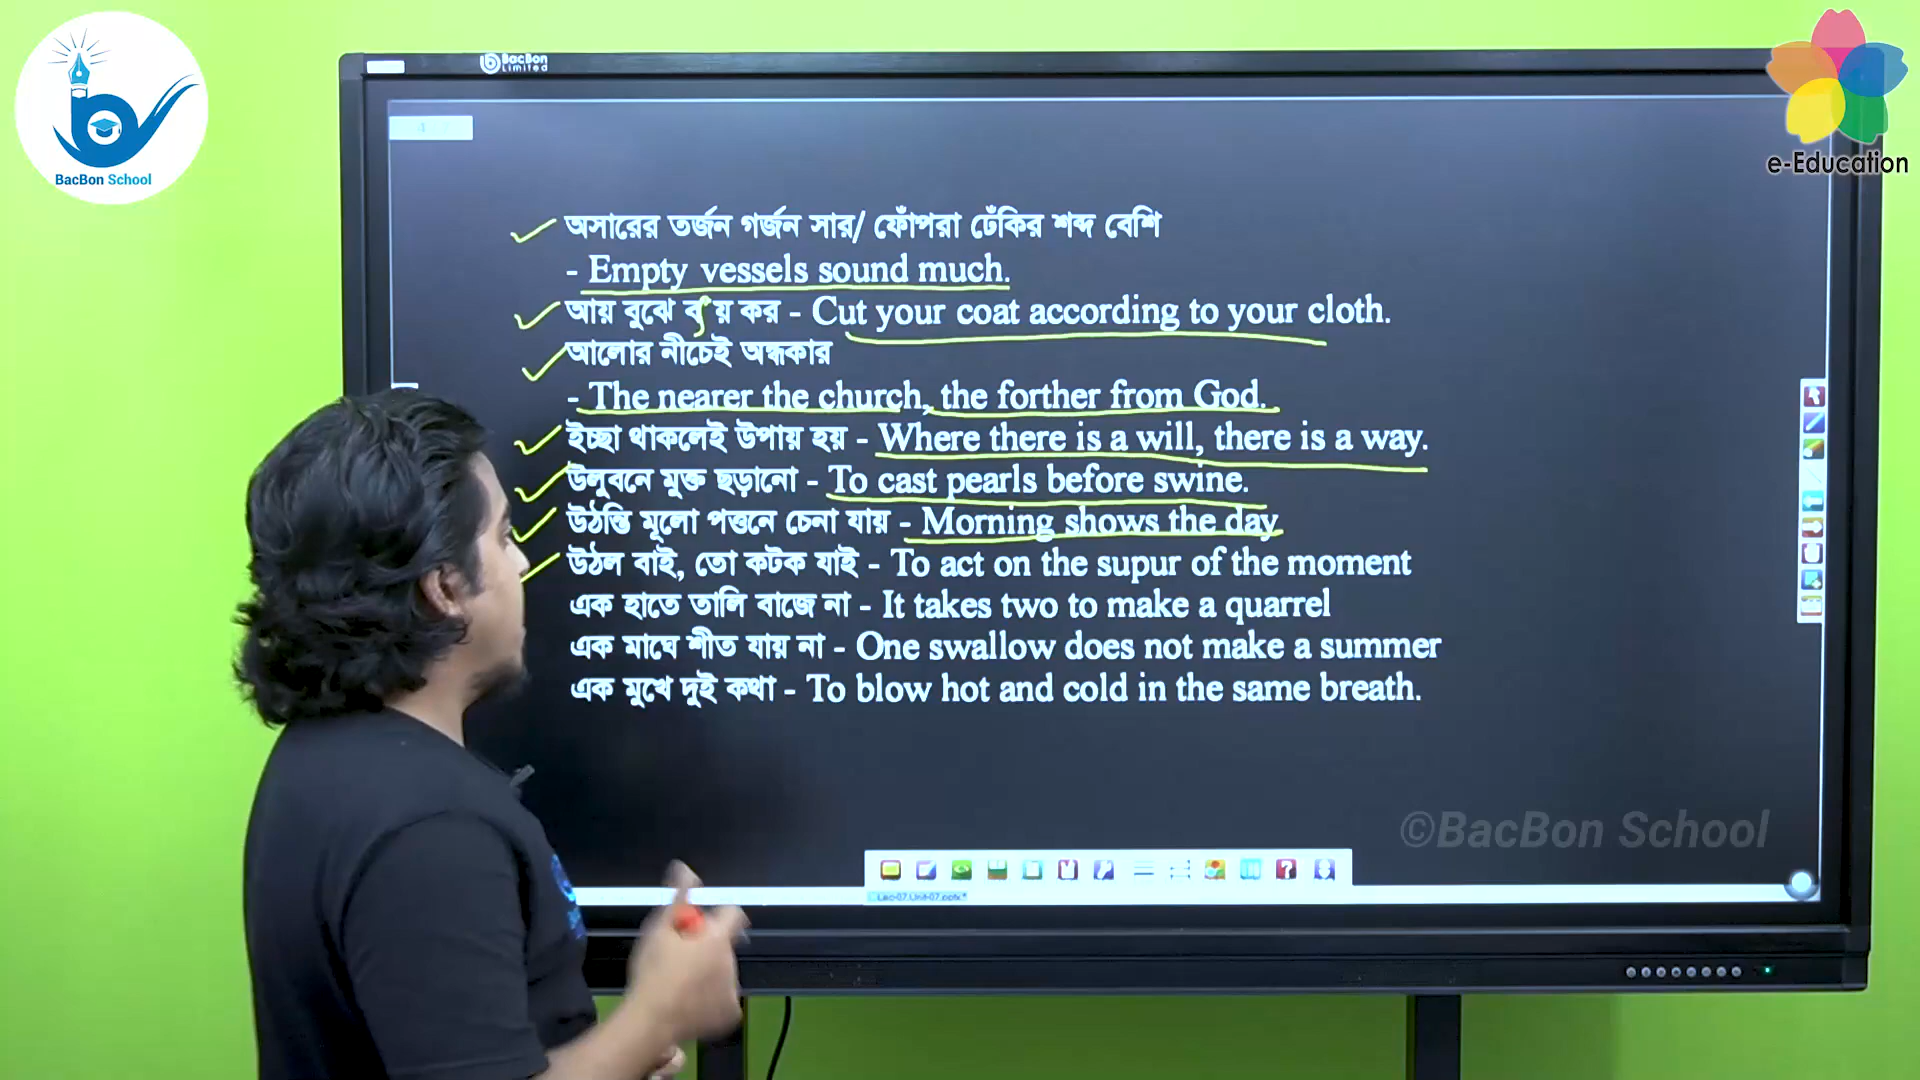 BacBon School
BacBon
Limited
e-Education
অসারের তর্জন গর্জন সার/ ফোঁপরা ঢেঁকির শব্দ বেশি
- Empty vessels sound much.
আয় বুঝে ব্যয় কর - Cut your coat according to your cloth.
আলোর নীচেই অন্ধকার
- The nearer the church, the forther from God.
ইচ্ছা থাকলেই উপায় হয় - Where there is a will, there is a way.
উলুবনে মুক্ত ছড়ানো - To cast pearls before swine.
উঠন্তি মূলো পত্তনে চেনা যায় - Morning shows the day
উঠল বাই, তো কটক যাই - To act on the supur of the moment
এক হাতে তালি বাজে না - It takes two to make a quarrel
এক মাঘে শীত যায় না - One swallow does not make a summer
এক মুখে দুই কথা - To blow hot and cold in the same breath.
©BacBon School